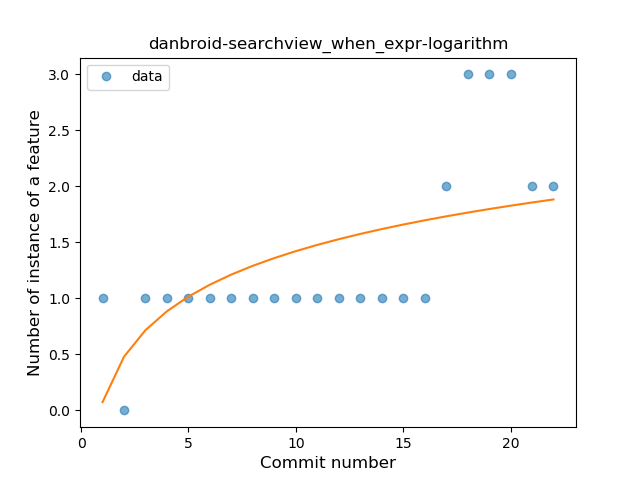 danbroid-searchview_when_expr-logarithm
data
Number of instance of a feature
3.0
2.5
2.0
1.5
1.0
0.5
0.0
0 5 10 15 20
Commit number